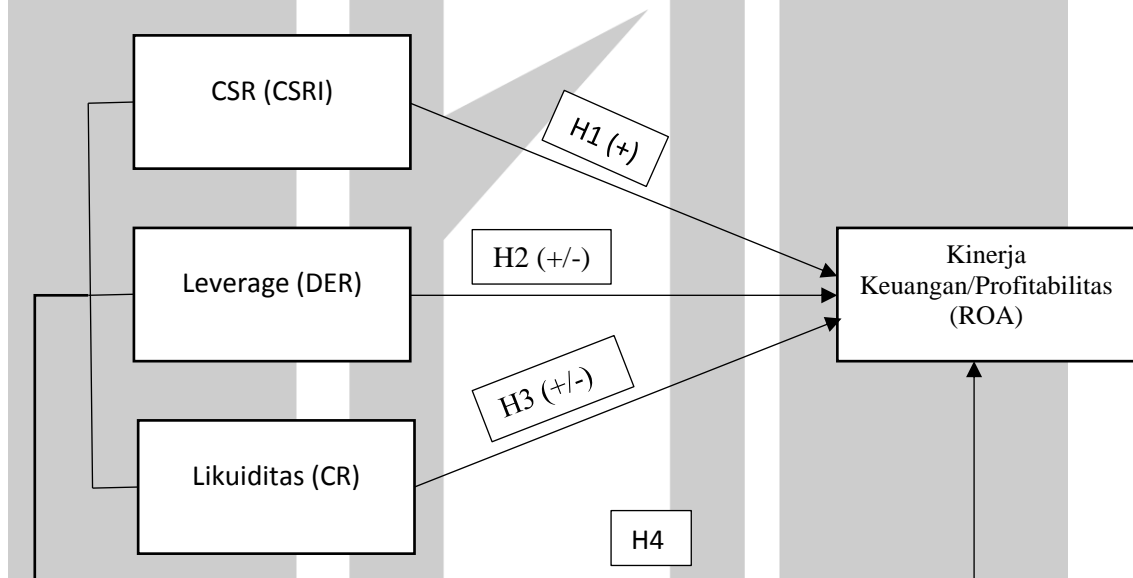 CSR (CSRI)
H1 (+)
Leverage (DER)
H2 (+/-)
Kinerja
Keuangan/Profitabilitas
(ROA)
H3 (+/-)
Likuiditas (CR)
H4